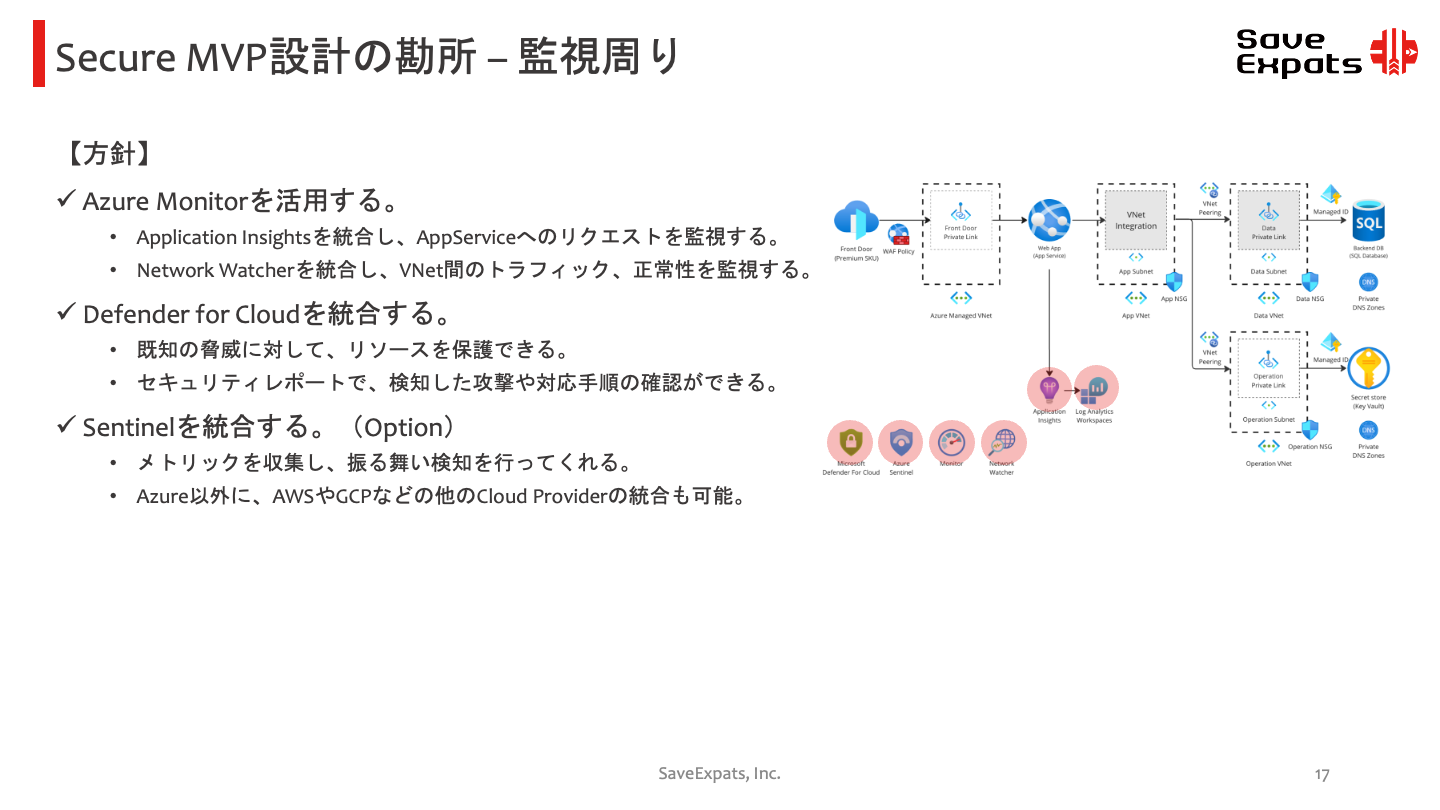 Secure MVP設計の勘所 – 監視周り
Save
Expats
【方針】
✓ Azure Monitorを活用する。
• Application Insightsを統合し、AppServiceへのリクエストを監視する。
• Network Watcherを統合し、VNet間のトラフィック、正常性を監視する。
✓ Defender for Cloudを統合する。
• 既知の脅威に対して、リソースを保護できる。
• セキュリティレポートで、検知した攻撃や対応手順の確認ができる。
✓ Sentinelを統合する。（Option）
• メトリックを収集し、振る舞い検知を行ってくれる。
• Azure以外に、AWSやGCPなどの他のCloud Providerの統合も可能。
Front Door
(Premium SKU)
WAF Policy
Front Door
Private Link
Azure Managed VNet
Web App
(App Service)
VNet
Integration
App Subnet
App NSG
App VNet
VNet
Peering
Data
Private Link
Data Subnet
Data NSG
Data VNet
Managed ID
SQL
Backend DB
(SQL Database)
DNS
Private
DNS Zones
VNet
Peering
Operation
Private Link
Operation Subnet
Operation NSG
Operation VNet
Managed ID
Secret store
(Key Vault)
DNS
Private
DNS Zones
Application
Insights
Log Analytics
Workspaces
Microsoft
Defender For Cloud
Azure
Sentinel
Monitor
Network
Watcher
SaveExpats, Inc.
17